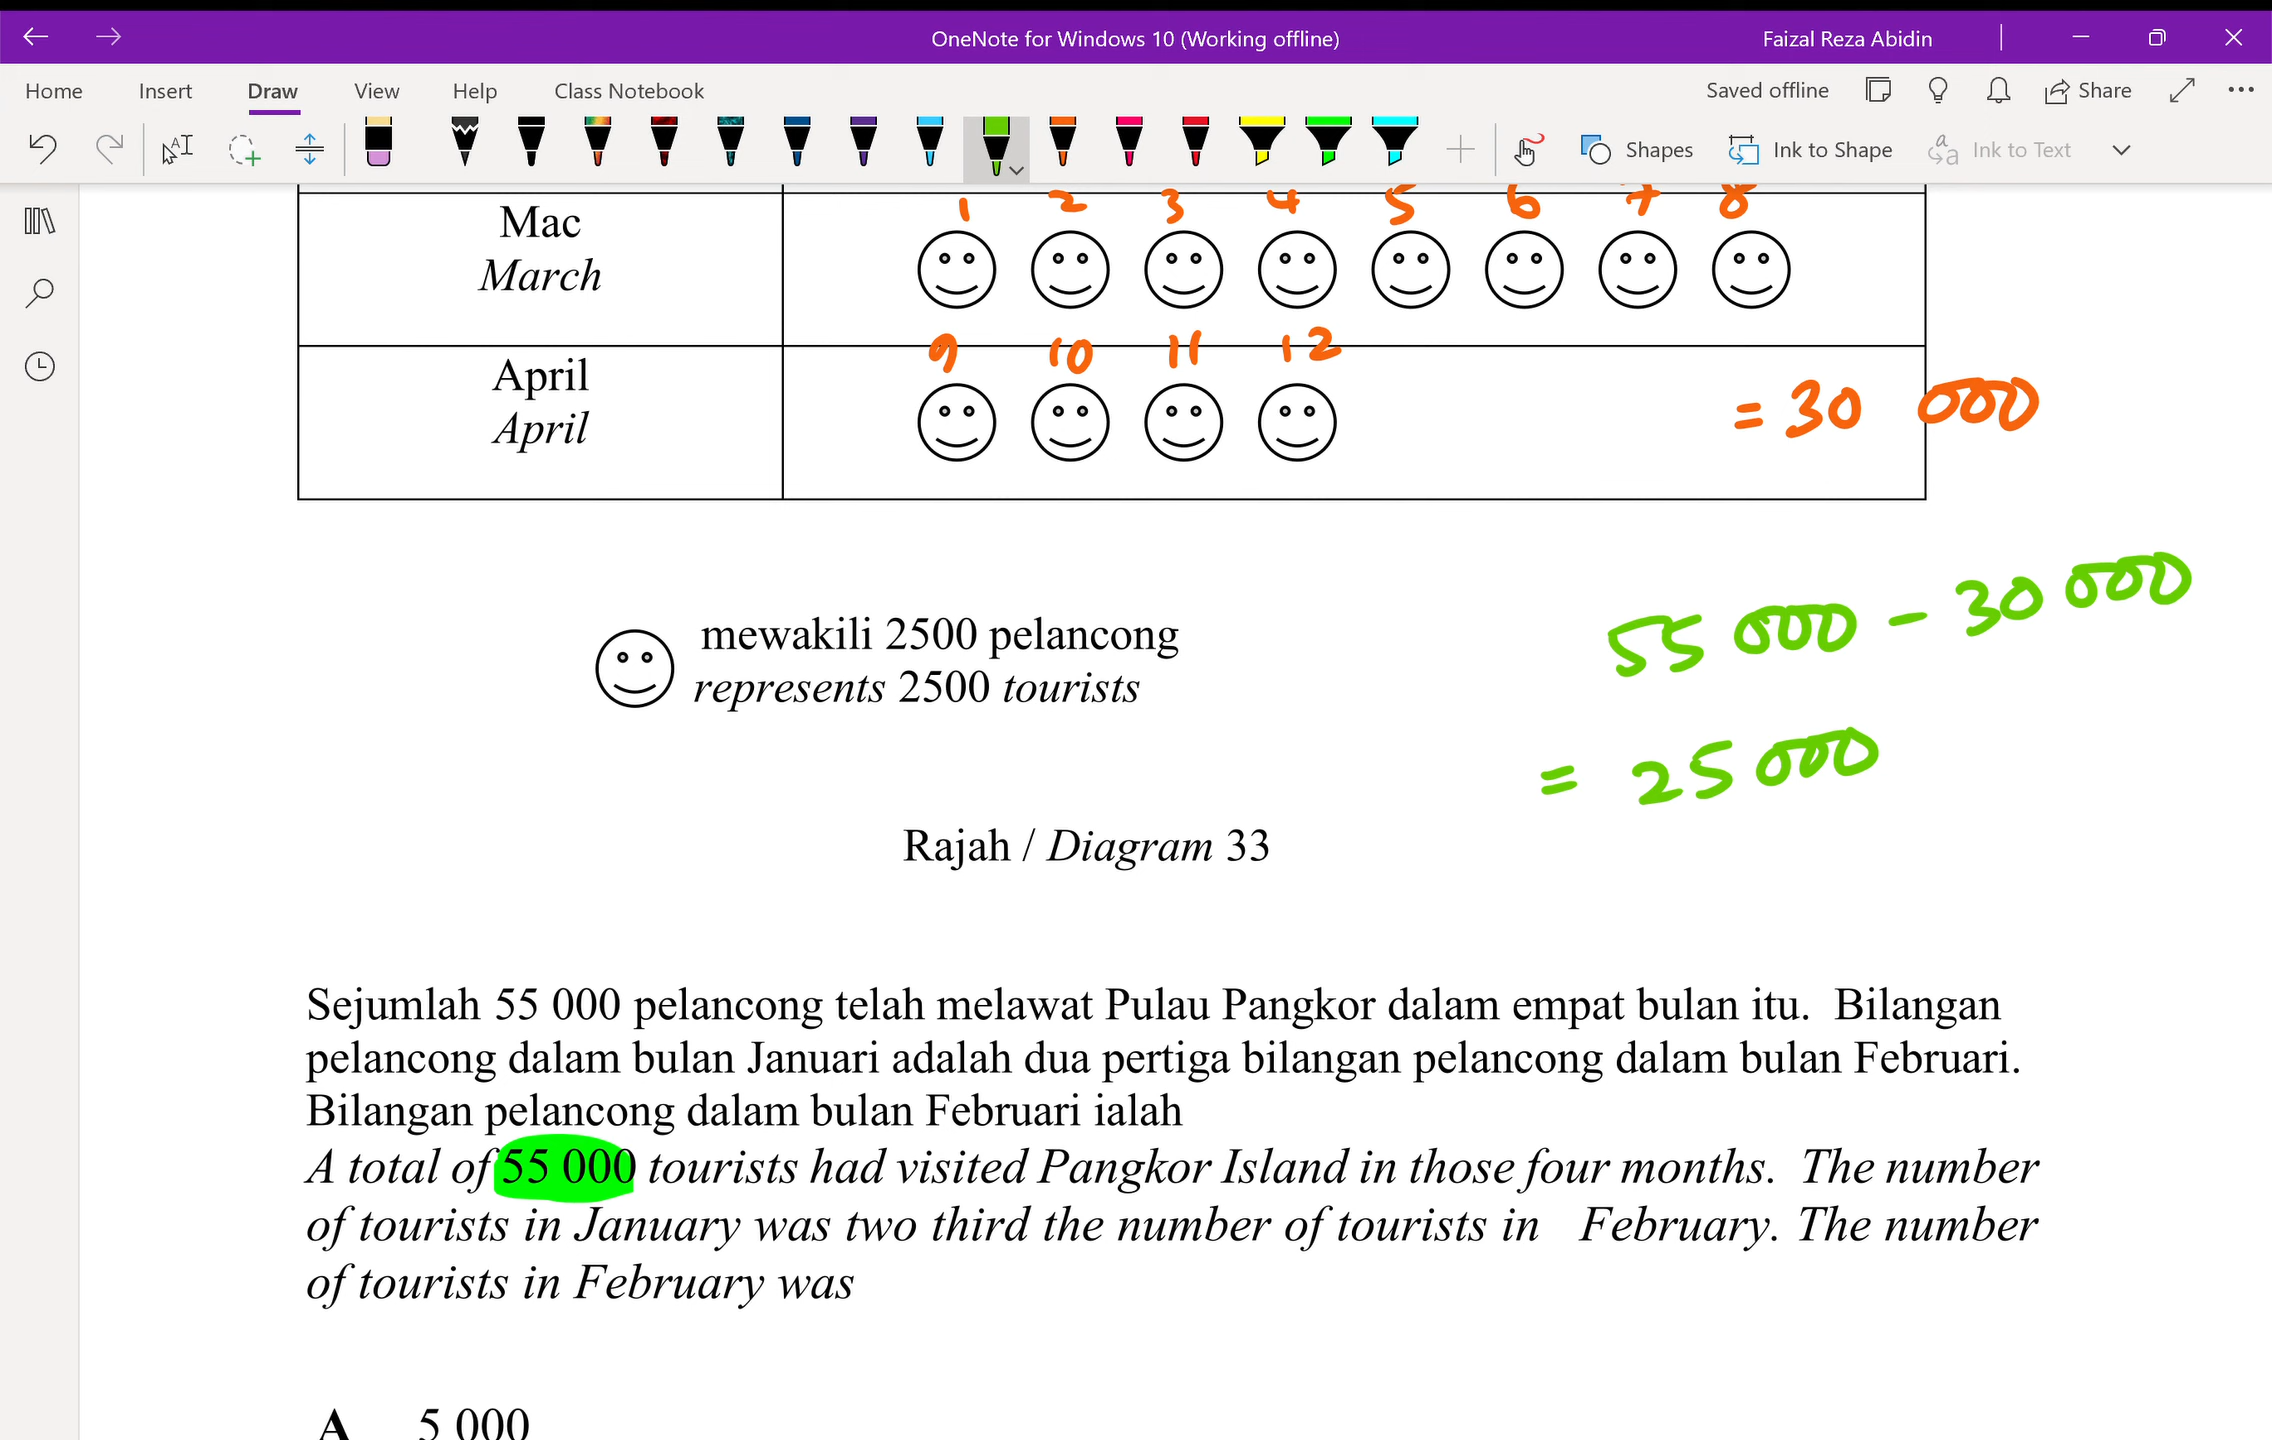 OneNote for Windows 10 (Working offline)
Faizal Reza Abidin
Home Insert Draw View Help Class Notebook
Saved offline Share
Shapes Ink to Shape Ink to Text
1 2 3 4 5 6 7 8
Mac
March
9 10 11 12
April
April
= 30 000
55 000 - 30 000
mewakili 2500 pelancong
represents 2500 tourists
= 25 000
Rajah / Diagram 33
Sejumlah 55 000 pelancong telah melawat Pulau Pangkor dalam empat bulan itu. Bilangan
pelancong dalam bulan Januari adalah dua pertiga bilangan pelancong dalam bulan Februari.
Bilangan pelancong dalam bulan Februari ialah
A total of 55 000 tourists had visited Pangkor Island in those four months. The number
of tourists in January was two third the number of tourists in February. The number
of tourists in February was
A 5 000